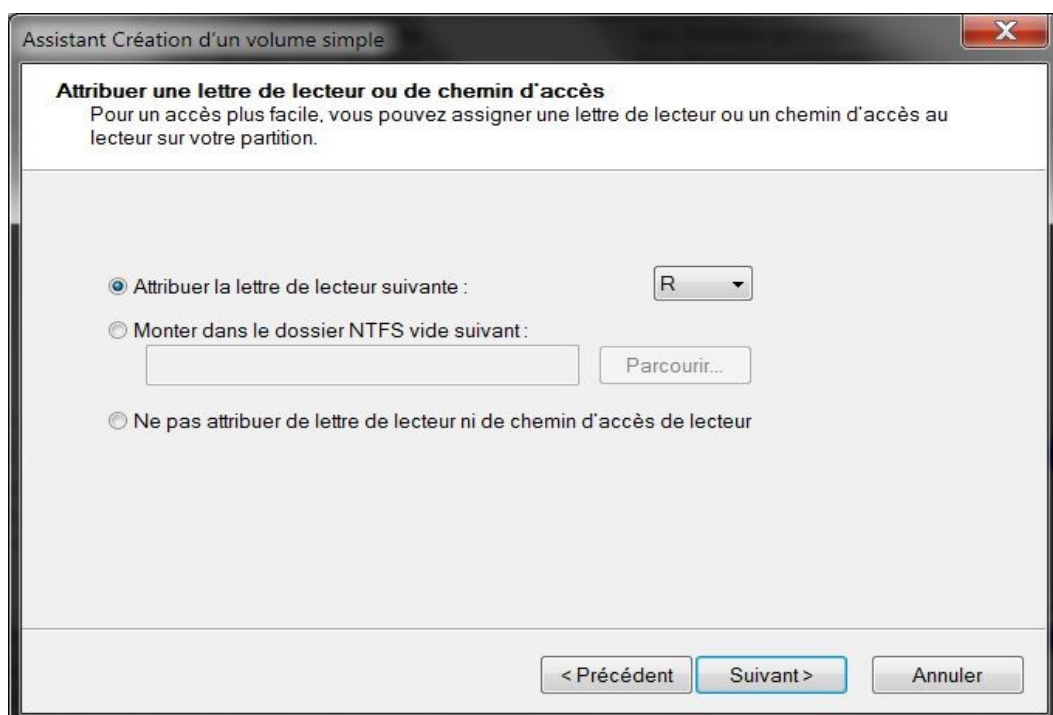 Assistant Création d'un volume simple
Attribuer une lettre de lecteur ou de chemin d'accès
Pour un accès plus facile, vous pouvez assigner une lettre de lecteur ou un chemin d'accès au
lecteur sur votre partition.
Attribuer la lettre de lecteur suivante : R
Monter dans le dossier NTFS vide suivant :
Parcourir...
Ne pas attribuer de lettre de lecteur ni de chemin d'accès de lecteur
< Précédent Suivant > Annuler